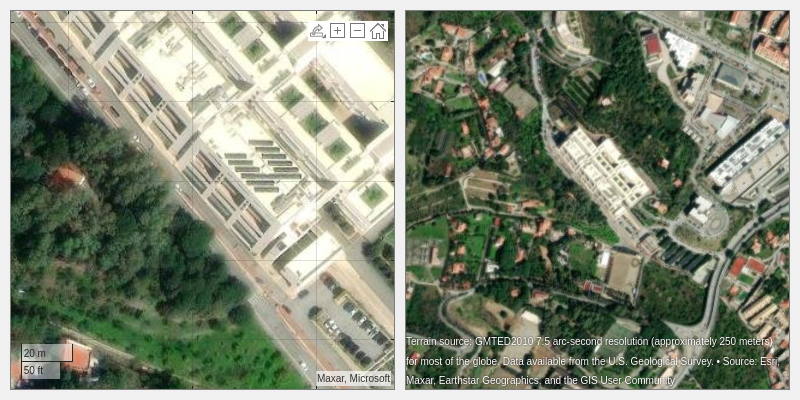 20 m
50 ft
Maxar, Microsoft
Terrain source: GMTED2010 7.5 arc-second resolution (approximately 250 meters)
for most of the globe. Data available from the U.S. Geological Survey. • Source: Esri,
Maxar, Earthstar Geographics, and the GIS User Community